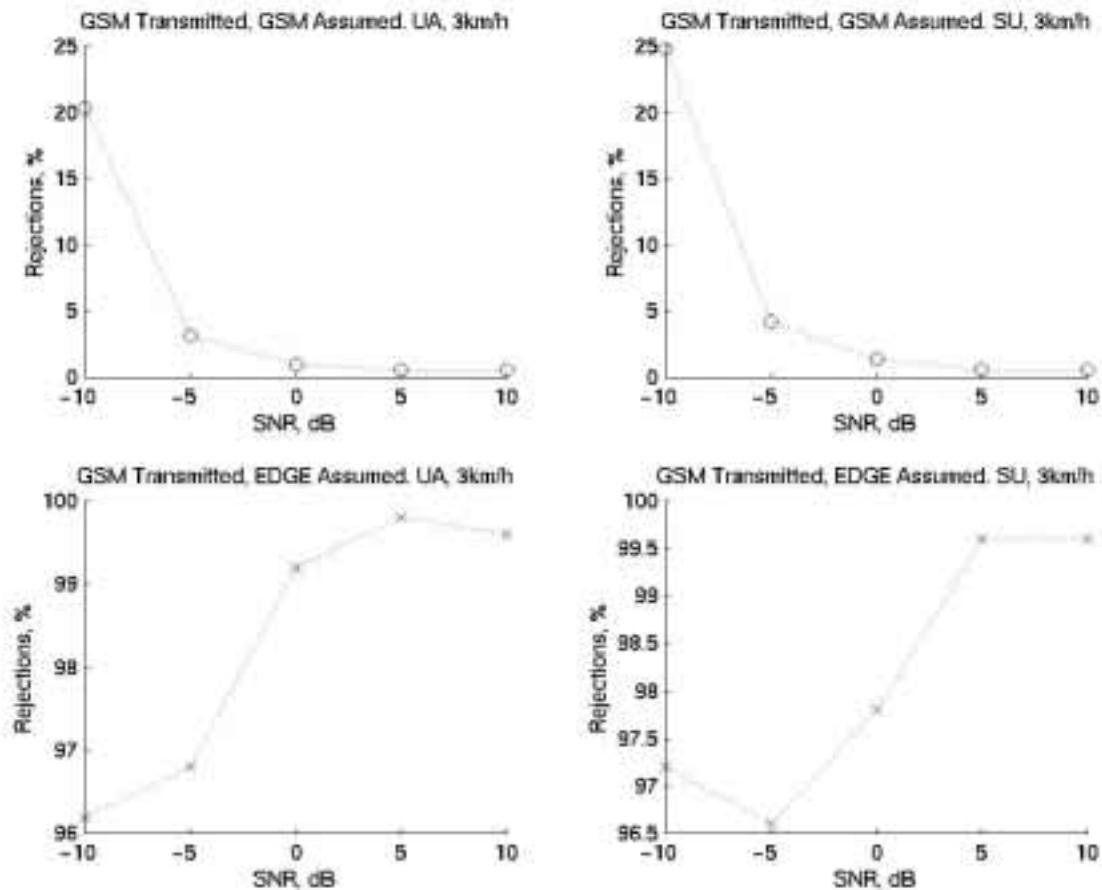 GSM Transmitted, GSM Assumed. UA, 3km/h
25
20
15
10
5
0
Rejections, %
−10 −5 0 5 10
SNR, dB
GSM Transmitted, GSM Assumed. SU, 3km/h
25
20
15
10
5
0
Rejections, %
−10 −5 0 5 10
SNR, dB
GSM Transmitted, EDGE Assumed. UA, 3km/h
100
99
98
97
96
Rejections, %
−10 −5 0 5 10
SNR, dB
GSM Transmitted, EDGE Assumed. SU, 3km/h
100
99.5
99
98.5
98
97.5
97
96.5
Rejections, %
−10 −5 0 5 10
SNR, dB